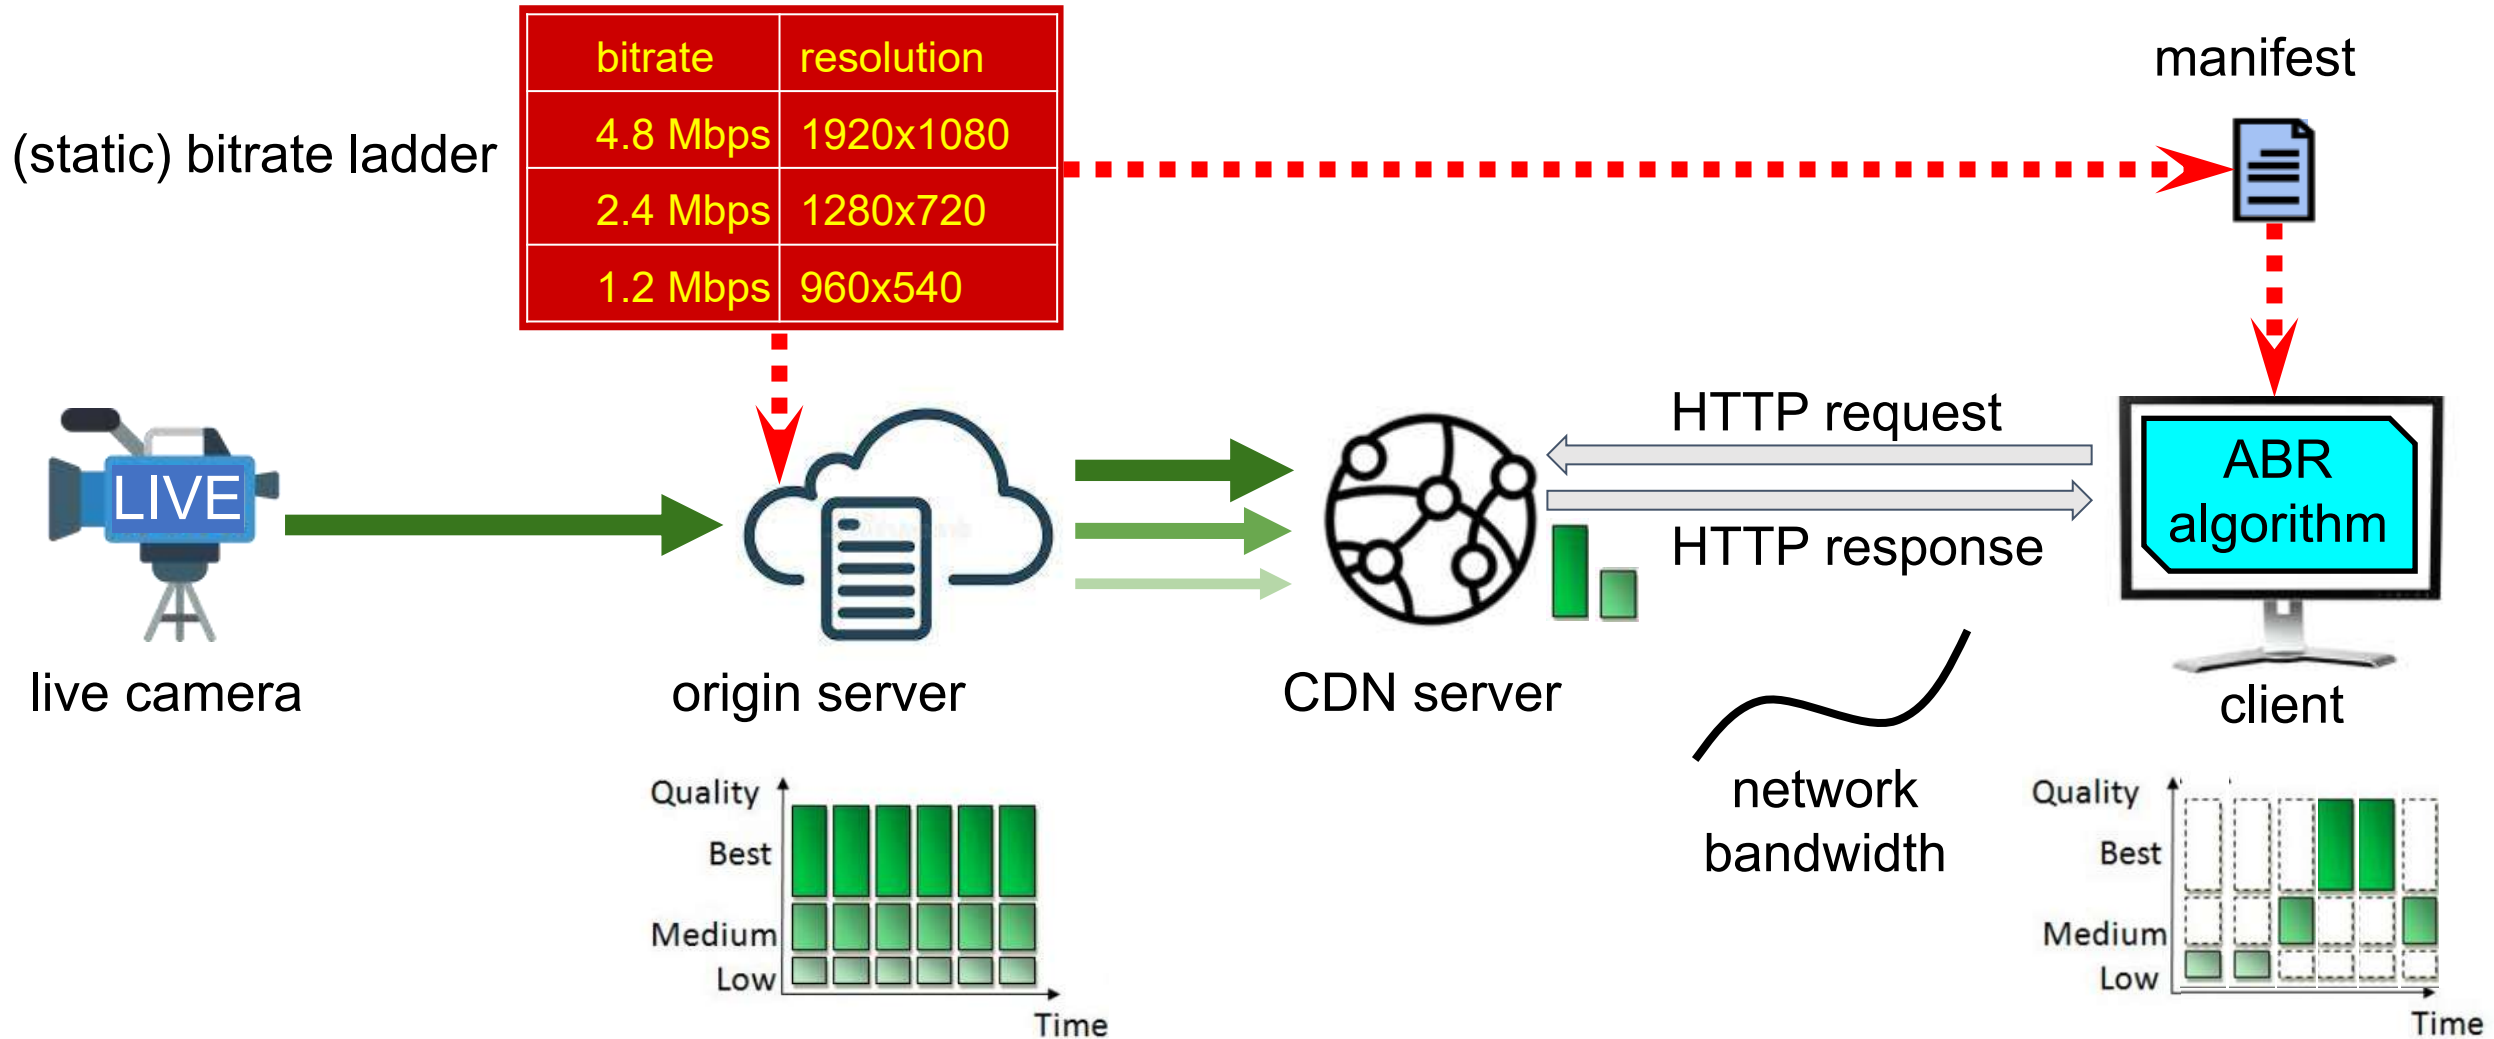 bitrate resolution
manifest
(static) bitrate ladder
4.8 Mbps 1920x1080
2.4 Mbps 1280x720
1.2 Mbps 960x540
LIVE
HTTP request
HTTP response
ABR
algorithm
live camera
origin server
CDN server
client
network
bandwidth
Quality
Best
Medium
Low
Time
Quality
Best
Medium
Low
Time